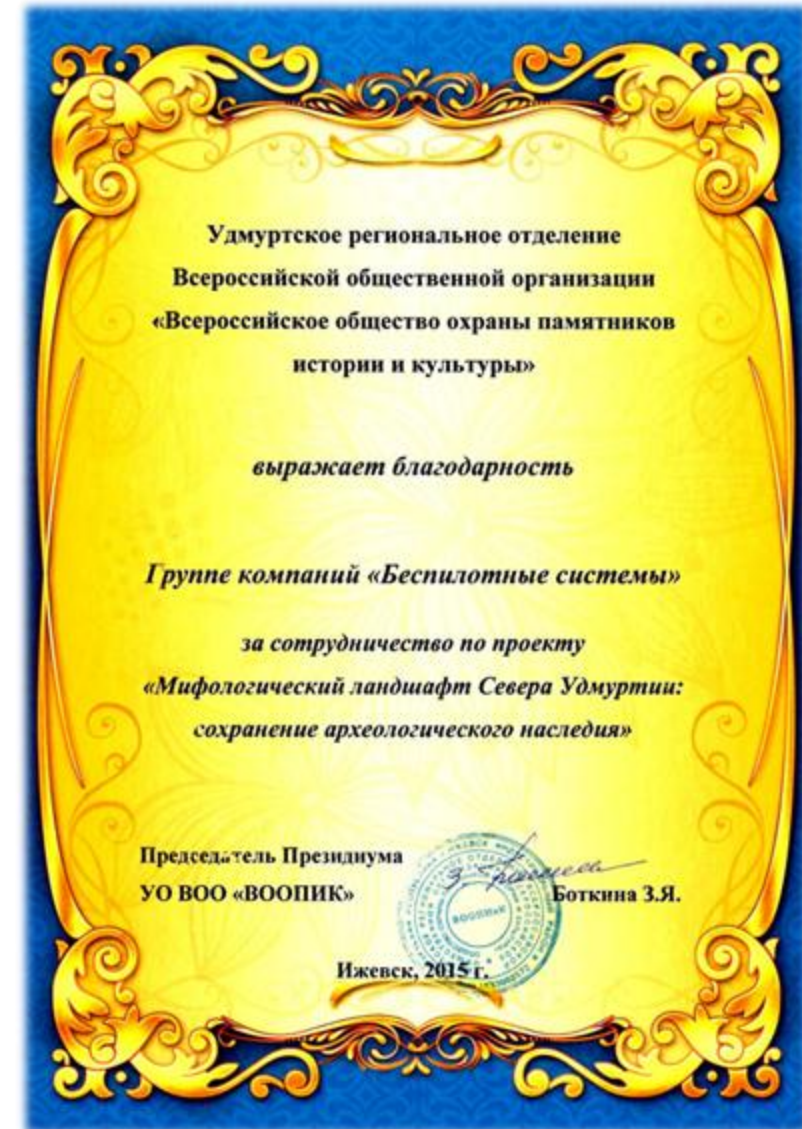 Удмуртское региональное отделение
Всероссийской общественной организации
«Всероссийское общество охраны памятников
истории и культуры»
выражает благодарность
Группе компаний «Беспилотные системы»
за сотрудничество по проекту
«Мифологический ландшафт Севера Удмуртии:
сохранение археологического наследия»
Председатель Президиума
УО ВОО «ВООПИК»
Боткина З.Я.
ВООПИиК
Ижевск, 2015 г.